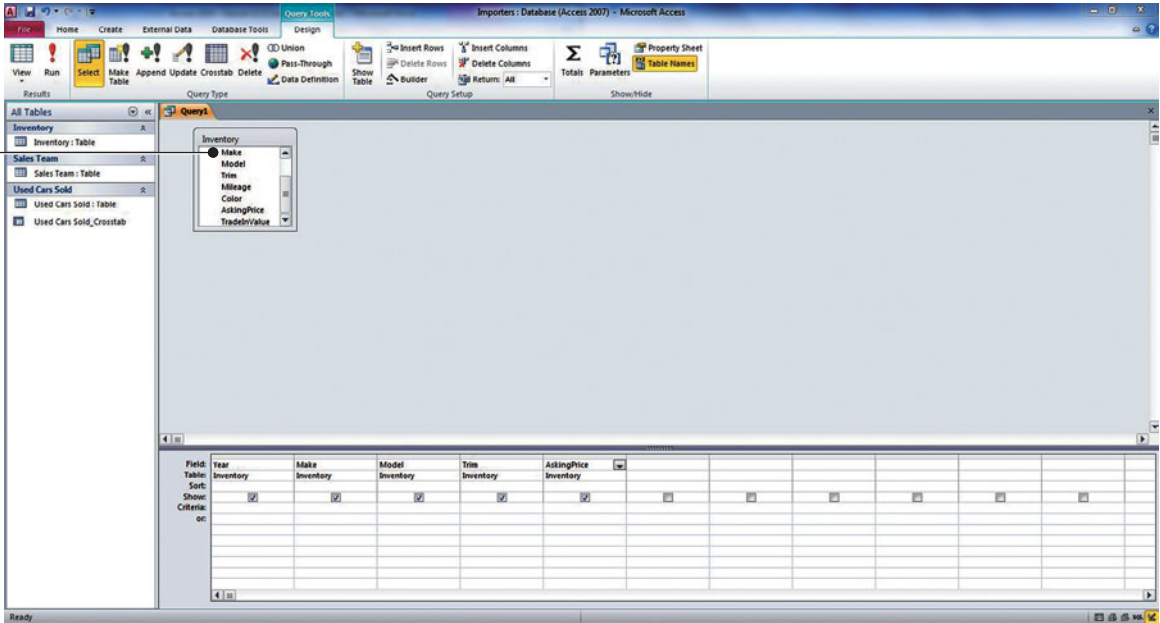 Query Tools
Importers : Database (Access 2007) - Microsoft Access
File Home Create External Data Database Tools Design
View Run Select Make Table Append Update Crosstab Delete
Union
Pass-Through
Data Definition
Show Table
Insert Rows
Delete Rows
Builder
Insert Columns
Delete Columns
Return: All
Totals Parameters
Property Sheet
Table Names
Results Query Type Query Setup Show/Hide
All Tables
Inventory
Inventory : Table
Sales Team
Sales Team : Table
Used Cars Sold
Used Cars Sold : Table
Used Cars Sold_Crosstab
Query1
Inventory
Make
Model
Trim
Mileage
Color
AskingPrice
TradeInValue
Field: Year Make Model Trim AskingPrice
Table: Inventory Inventory Inventory Inventory Inventory
Sort:
Show:
Criteria:
or:
Ready
SQL